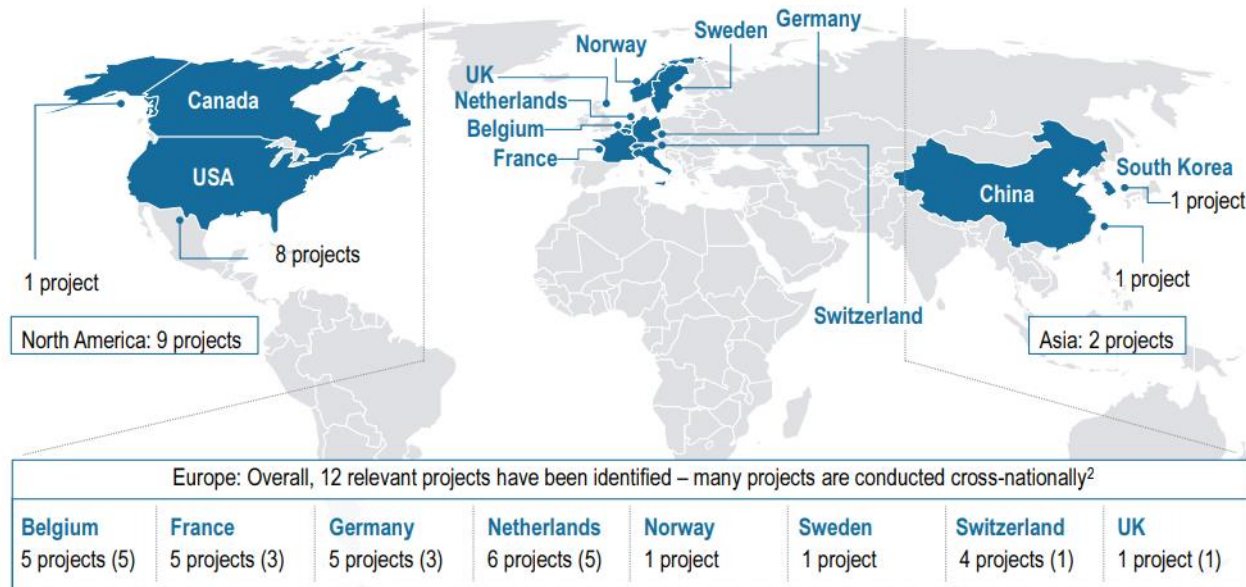 Germany
Sweden
Norway
UK
Netherlands
Belgium
France
Canada
USA
South Korea
1 project
China
8 projects
1 project
1 project
Switzerland
North America: 9 projects
Asia: 2 projects
Europe: Overall, 12 relevant projects have been identified – many projects are conducted cross-nationally²
Belgium France Germany Netherlands Norway Sweden Switzerland UK
5 projects (5) 5 projects (3) 5 projects (3) 6 projects (5) 1 project 1 project 4 projects (1) 1 project (1)